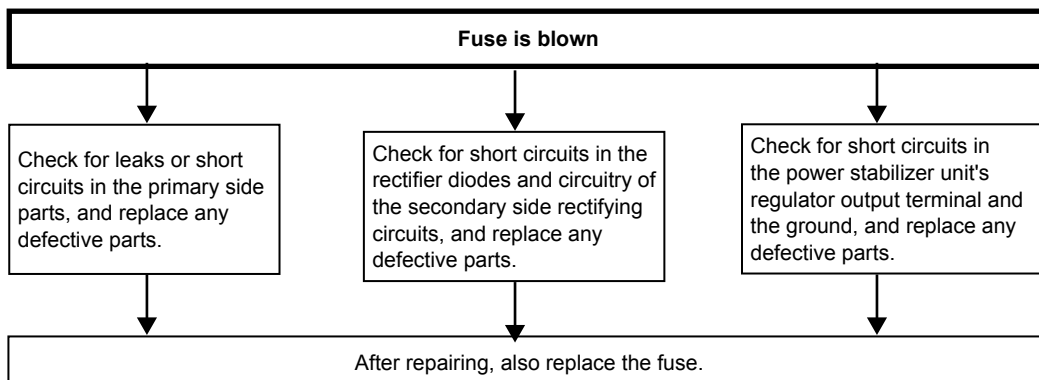 Fuse is blown
Check for leaks or short
circuits in the primary side
parts, and replace any
defective parts.
Check for short circuits in the
rectifier diodes and circuitry of
the secondary side rectifying
circuits, and replace any
defective parts.
Check for short circuits in
the power stabilizer unit's
regulator output terminal and
the ground, and replace any
defective parts.
After repairing, also replace the fuse.